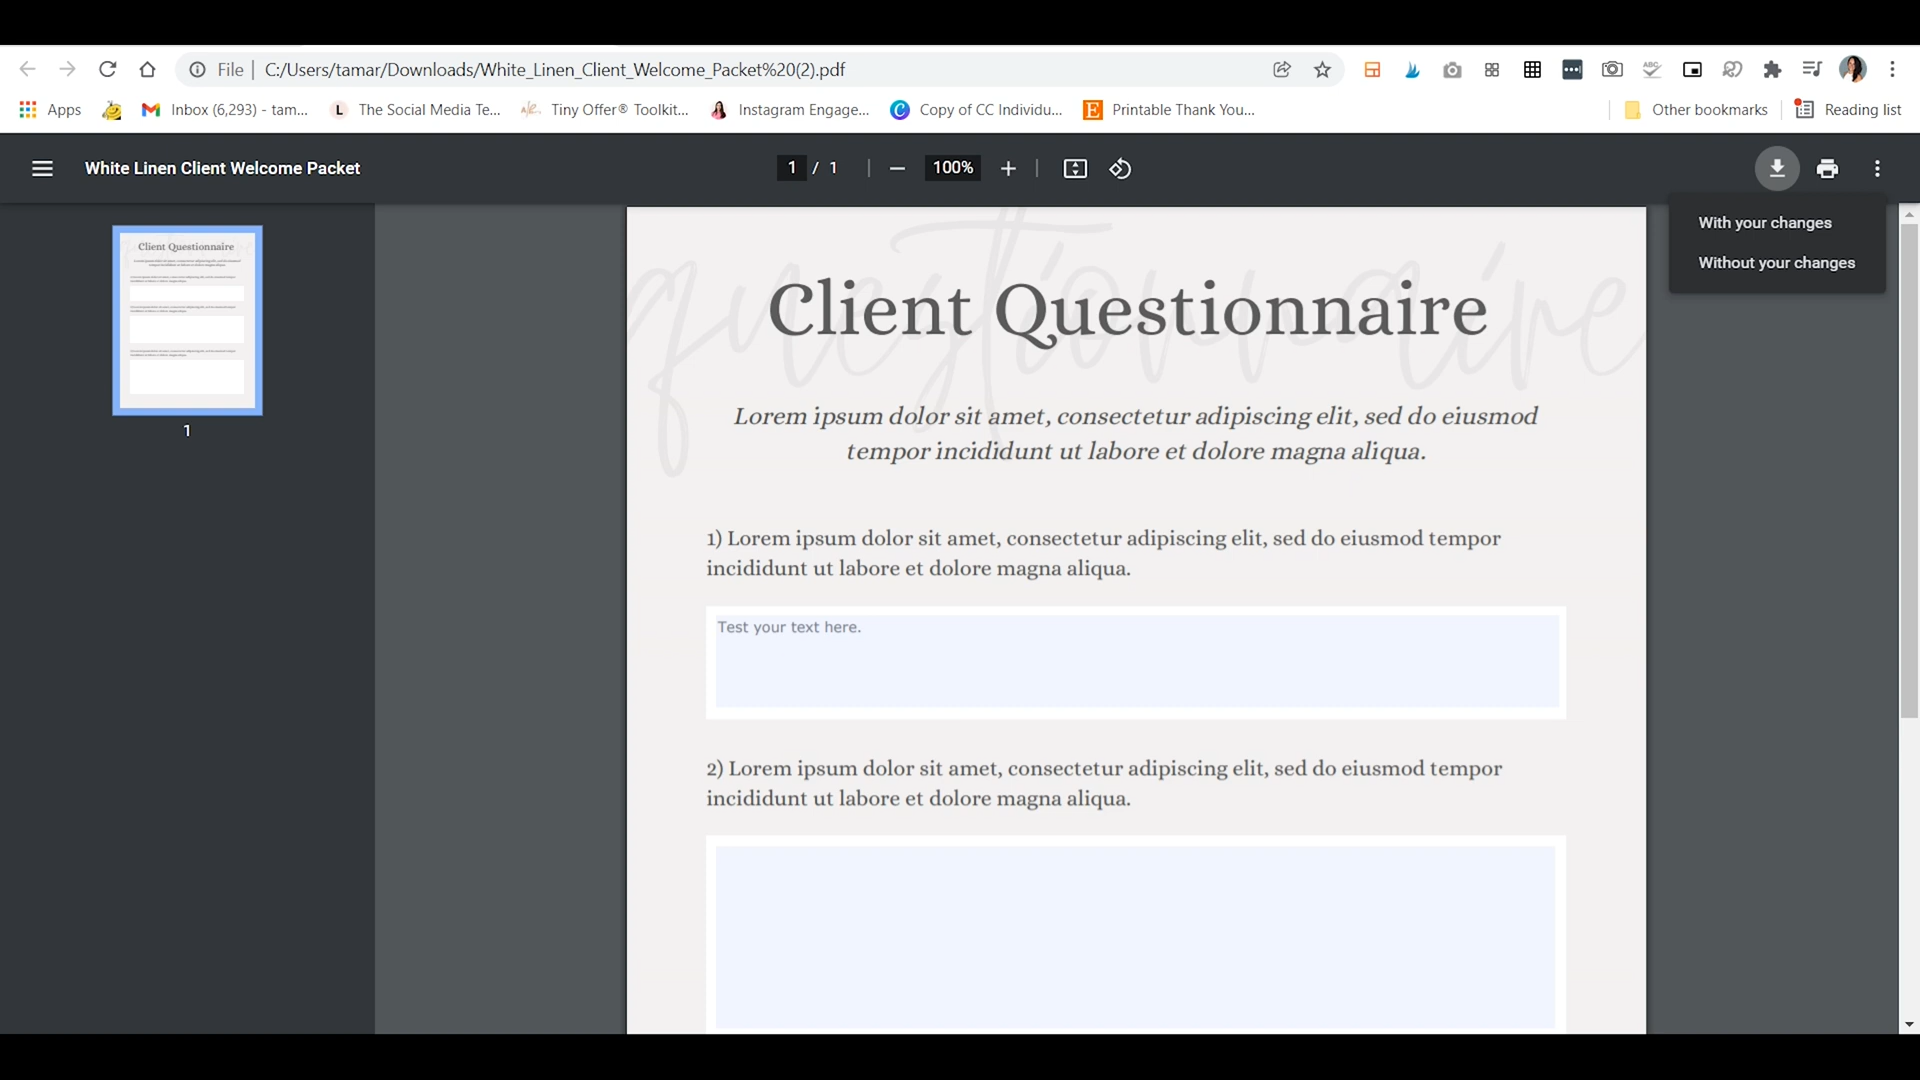 File | C:/Users/tamar/Downloads/White_Linen_Client_Welcome_Packet%20(2).pdf
Apps
Inbox (6,293) - tam...
L The Social Media Te...
Tiny Offer® Toolkit...
Instagram Engage...
C Copy of CC Individu...
E Printable Thank You...
Other bookmarks
Reading list
White Linen Client Welcome Packet
1 / 1
100%
With your changes
Without your changes
Client Questionnaire
1
questionnaire
Client Questionnaire
Lorem ipsum dolor sit amet, consectetur adipiscing elit, sed do eiusmod
tempor incididunt ut labore et dolore magna aliqua.
1) Lorem ipsum dolor sit amet, consectetur adipiscing elit, sed do eiusmod tempor
incididunt ut labore et dolore magna aliqua.
Test your text here.
2) Lorem ipsum dolor sit amet, consectetur adipiscing elit, sed do eiusmod tempor
incididunt ut labore et dolore magna aliqua.